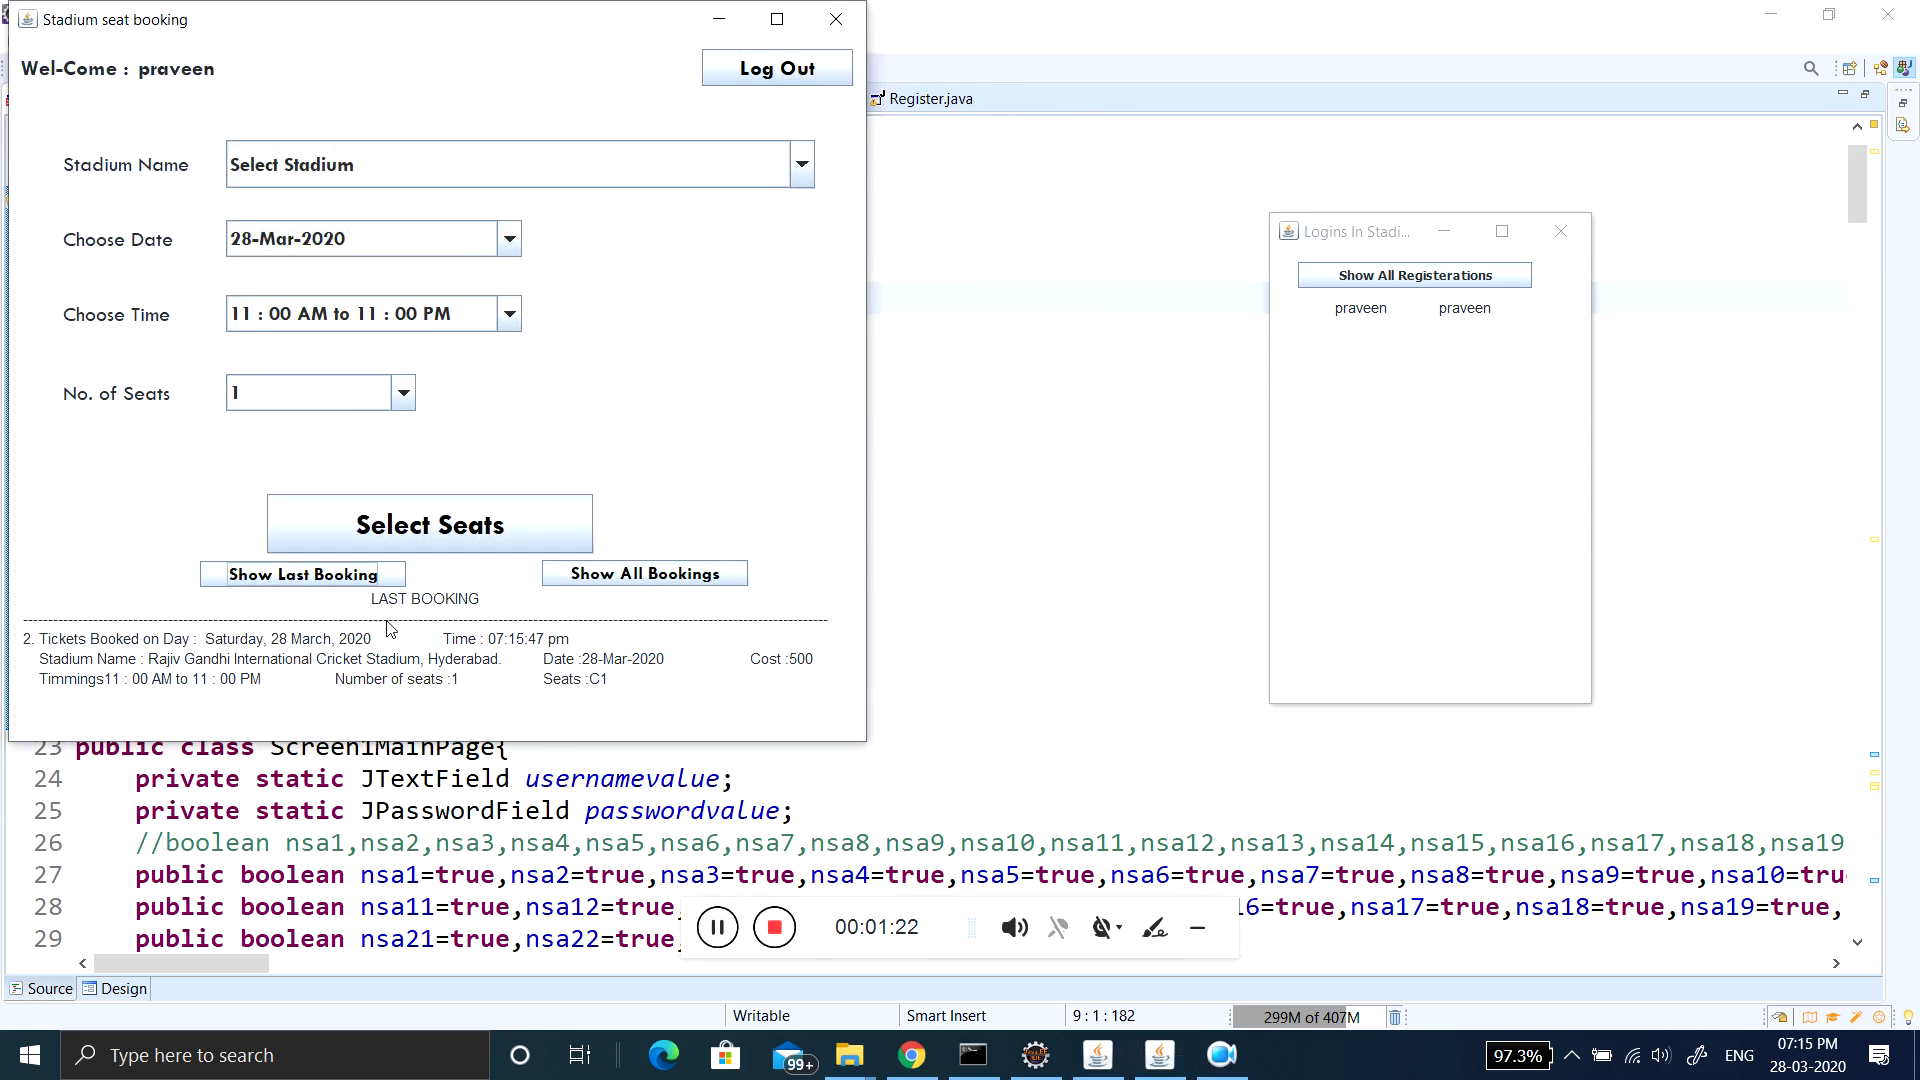 Stadium seat booking
Wel-Come : praveen
Log Out
Stadium Name
Select Stadium
Choose Date
28-Mar-2020
Choose Time
11 : 00 AM to 11 : 00 PM
No. of Seats
1
Select Seats
Show Last Booking
Show All Bookings
LAST BOOKING
--------------------------------------------------------------------------------
2. Tickets Booked on Day : Saturday, 28 March, 2020 Time : 07:15:47 pm
Stadium Name : Rajiv Gandhi International Cricket Stadium, Hyderabad. Date :28-Mar-2020 Cost :500
Timmings11 : 00 AM to 11 : 00 PM Number of seats :1 Seats :C1
Register.java
Logins In Stadi...
Show All Registerations
praveen praveen
23 public class Screen1MainPage{
24 private static JTextField usernamevalue;
25 private static JPasswordField passwordvalue;
26 //boolean nsa1,nsa2,nsa3,nsa4,nsa5,nsa6,nsa7,nsa8,nsa9,nsa10,nsa11,nsa12,nsa13,nsa14,nsa15,nsa16,nsa17,nsa18,nsa19
27 public boolean nsa1=true,nsa2=true,nsa3=true,nsa4=true,nsa5=true,nsa6=true,nsa7=true,nsa8=true,nsa9=true,nsa10=tru
28 public boolean nsa11=true,nsa12=true, 16=true,nsa17=true,nsa18=true,nsa19=true,
29 public boolean nsa21=true,nsa22=true,
00:01:22
Source Design
Writable Smart Insert 9 : 1 : 182 299M of 407M
Type here to search
99+
97.3%
ENG
07:15 PM
28-03-2020